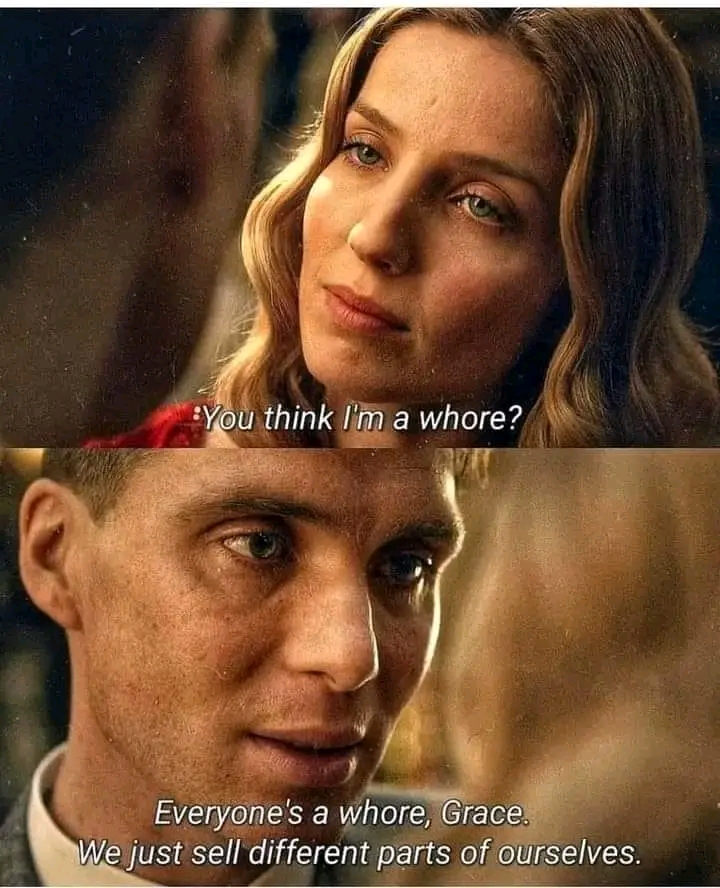 :You think I'm a whore?
Everyone's a whore, Grace.
We just sell different parts of ourselves.